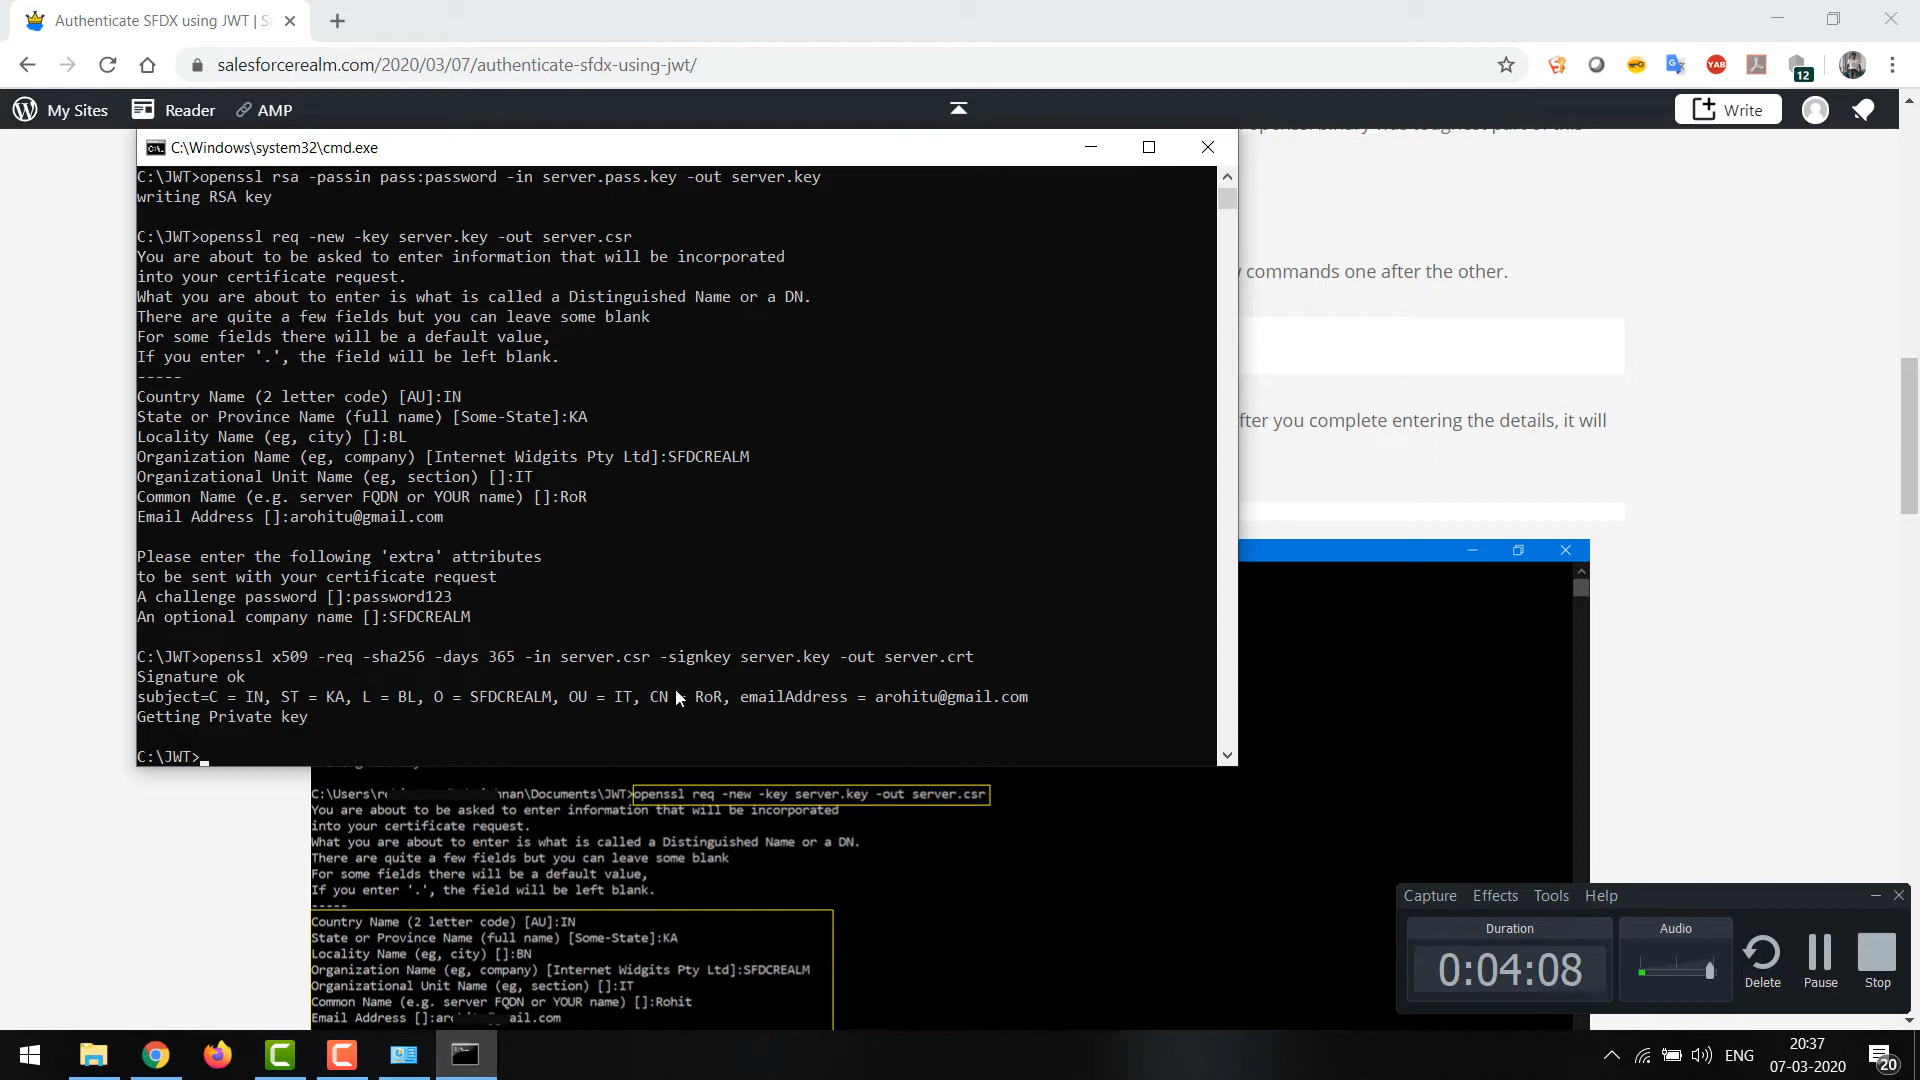 Authenticate SFDX using JWT | S
salesforcerealm.com/2020/03/07/authenticate-sfdx-using-jwt/
YAB
12
My Sites
Reader
AMP
Write
C:\Windows\system32\cmd.exe
C:\JWT>openssl rsa -passin pass:password -in server.pass.key -out server.key
writing RSA key
C:\JWT>openssl req -new -key server.key -out server.csr
You are about to be asked to enter information that will be incorporated
into your certificate request.
What you are about to enter is what is called a Distinguished Name or a DN.
There are quite a few fields but you can leave some blank
For some fields there will be a default value,
If you enter '.', the field will be left blank.
-----
Country Name (2 letter code) [AU]:IN
State or Province Name (full name) [Some-State]:KA
Locality Name (eg, city) []:BL
Organization Name (eg, company) [Internet Widgits Pty Ltd]:SFDCREALM
Organizational Unit Name (eg, section) []:IT
Common Name (e.g. server FQDN or YOUR name) []:RoR
Email Address []:arohitu@gmail.com
Please enter the following 'extra' attributes
to be sent with your certificate request
A challenge password []:password123
An optional company name []:SFDCREALM
C:\JWT>openssl x509 -req -sha256 -days 365 -in server.csr -signkey server.key -out server.crt
Signature ok
subject=C = IN, ST = KA, L = BL, O = SFDCREALM, OU = IT, CN = RoR, emailAddress = arohitu@gmail.com
Getting Private key
C:\JWT>
commands one after the other.
fter you complete entering the details, it will
C:\Users\r nnan\Documents\JWT>openssl req -new -key server.key -out server.csr
You are about to be asked to enter information that will be incorporated
into your certificate request.
What you are about to enter is what is called a Distinguished Name or a DN.
There are quite a few fields but you can leave some blank
For some fields there will be a default value,
If you enter '.', the field will be left blank.
-----
Country Name (2 letter code) [AU]:IN
State or Province Name (full name) [Some-State]:KA
Locality Name (eg, city) []:BN
Organization Name (eg, company) [Internet Widgits Pty Ltd]:SFDCREALM
Organizational Unit Name (eg, section) []:IT
Common Name (e.g. server FQDN or YOUR name) []:Rohit
Email Address []:ar ail.com
Capture Effects Tools Help
Duration
Audio
0:04:08
Delete
Pause
Stop
ENG
20:37
07-03-2020
20